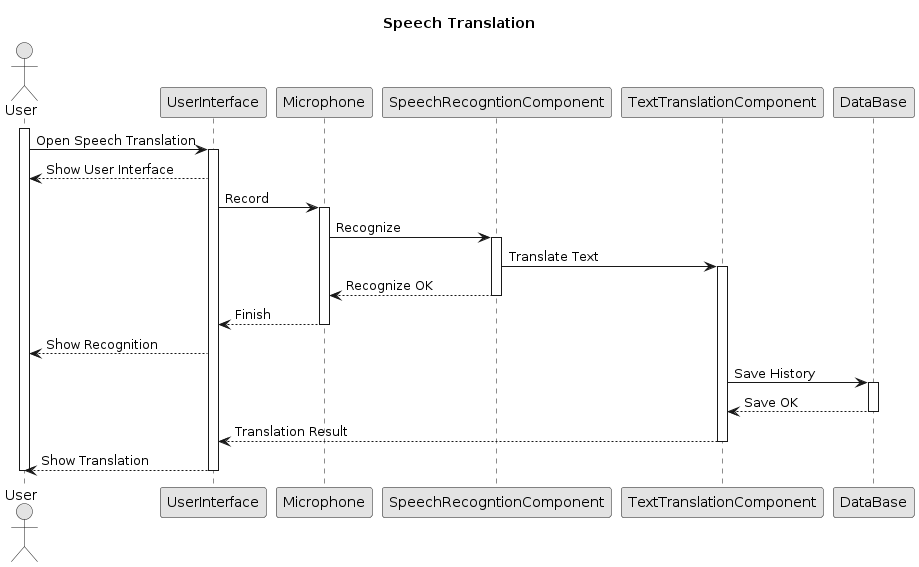 Speech Translation
User
UserInterface
Microphone
SpeechRecogntionComponent
TextTranslationComponent
DataBase
Open Speech Translation
Show User Interface
Record
Recognize
Translate Text
Recognize OK
Finish
Show Recognition
Save History
Save OK
Translation Result
Show Translation
User
UserInterface
Microphone
SpeechRecogntionComponent
TextTranslationComponent
DataBase